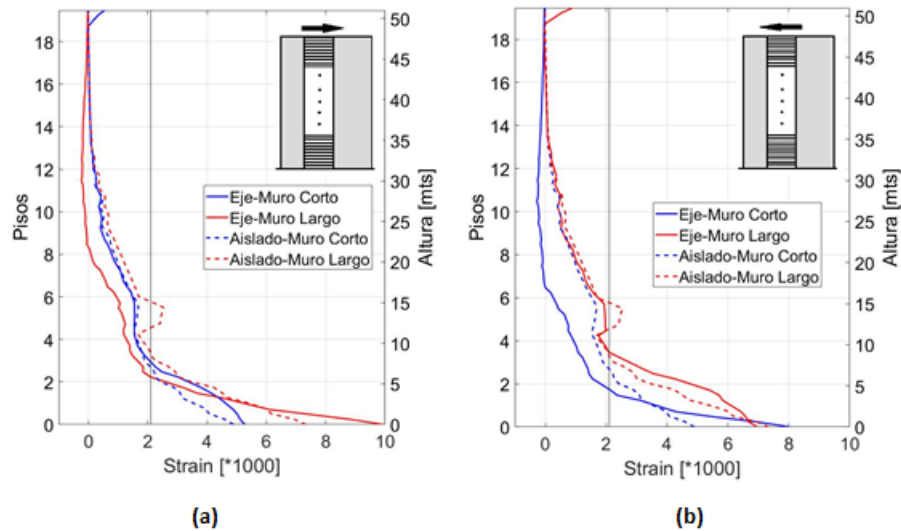 18
16
14
12
10
8
6
4
2
0
Pisos
50
45
40
35
30
25
20
15
10
5
0
Altura [mts]
Eje-Muro Corto
Eje-Muro Largo
Aislado-Muro Corto
Aislado-Muro Largo
0 2 4 6 8 10
Strain [*1000]
(a)
18
16
14
12
10
8
6
4
2
0
Pisos
50
45
40
35
30
25
20
15
10
5
0
Altura [mts]
Eje-Muro Corto
Eje-Muro Largo
Aislado-Muro Corto
Aislado-Muro Largo
0 2 4 6 8 10
Strain [*1000]
(b)